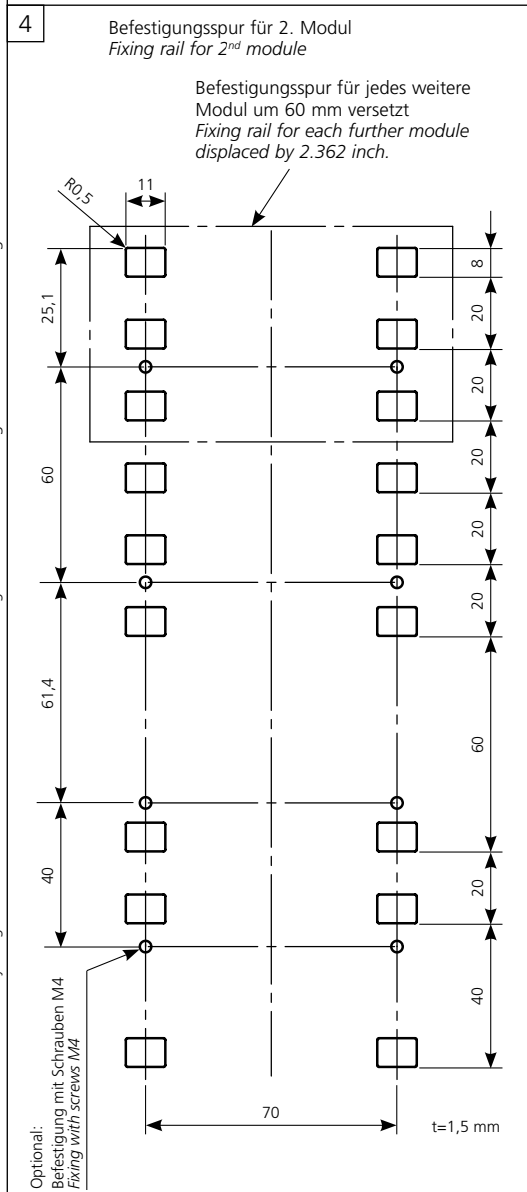 4
Befestigungsspur für 2. Modul
Fixing rail for 2nd module
Befestigungsspur für jedes weitere
Modul um 60 mm versetzt
Fixing rail for each further module
displaced by 2.362 inch.
R0,5
11
25,1
60
61,4
40
8
20
20
20
20
20
60
20
40
70
t=1,5 mm
Optional:
Befestigung mit Schrauben M4
Fixing with screws M4